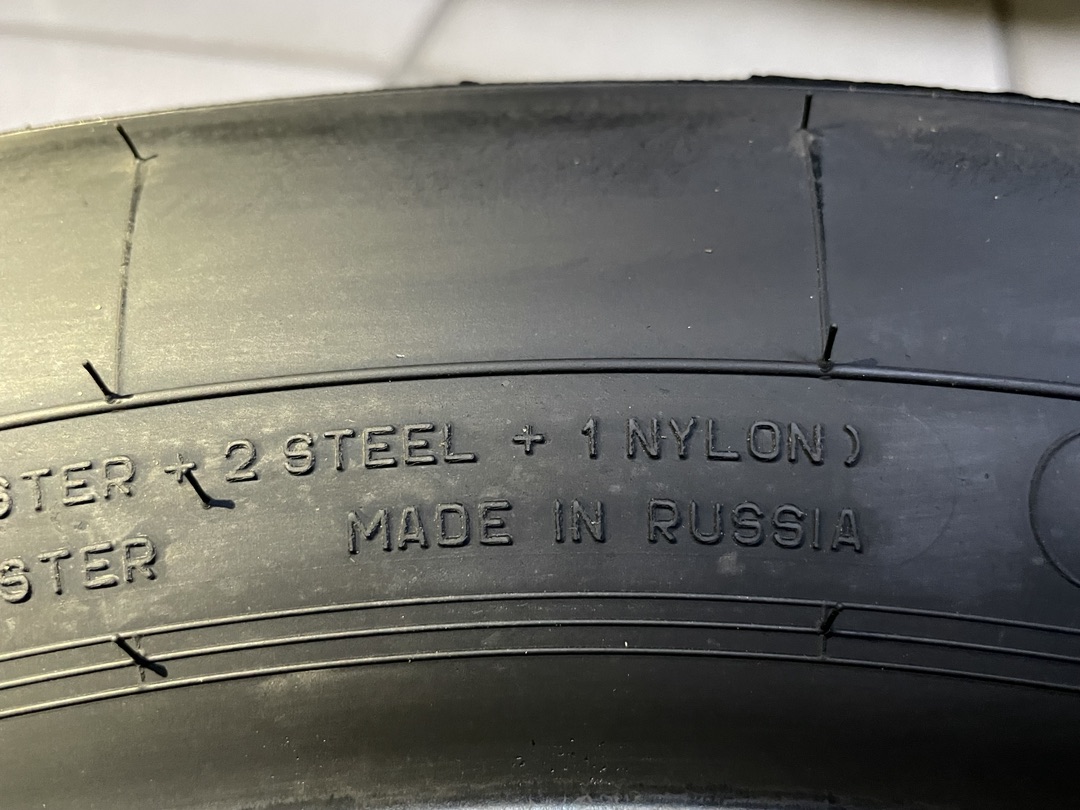 STER + 2 STEEL + 1 NYLON)
STER MADE IN RUSSIA